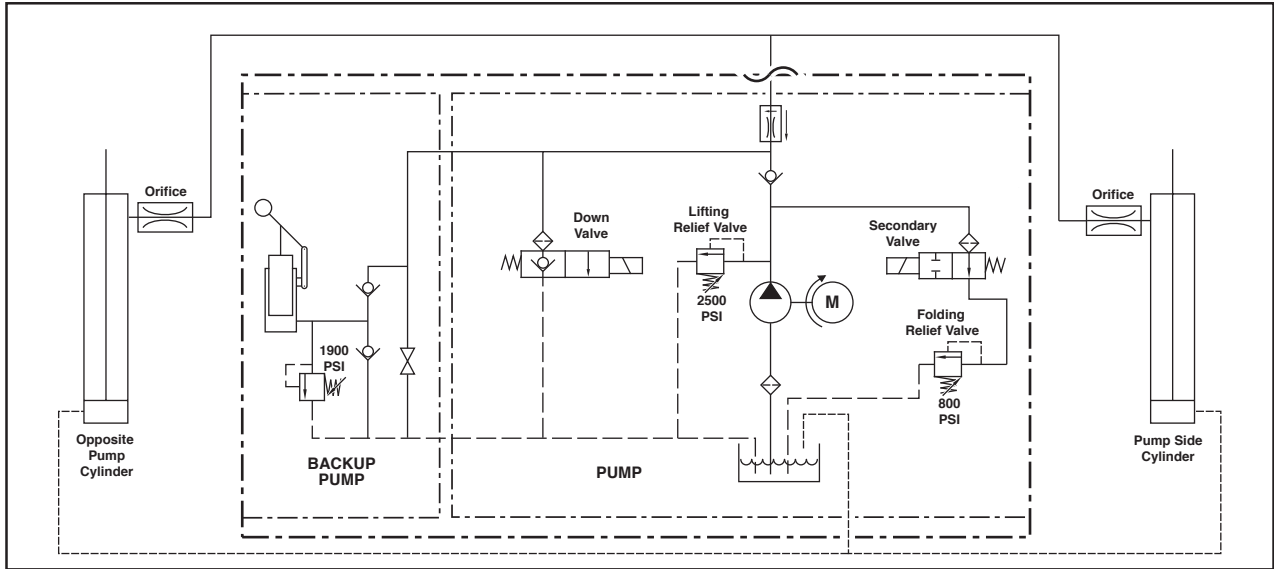 Orifice
Orifice
Down
Valve
Lifting
Relief Valve
Secondary
Valve
2500
PSI
M
Folding
Relief Valve
1900
PSI
800
PSI
Opposite
Pump
Cylinder
BACKUP
PUMP
PUMP
Pump Side
Cylinder